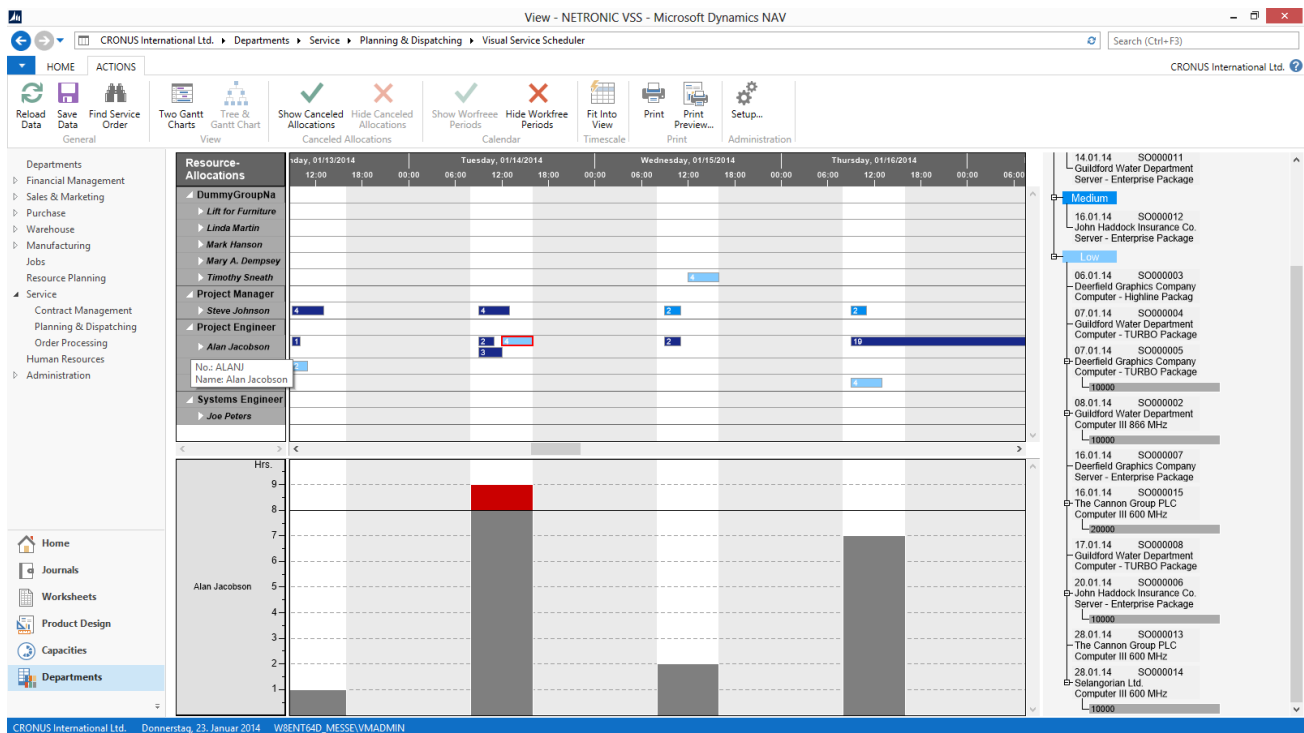 View - NETRONIC VSS - Microsoft Dynamics NAV
CRONUS International Ltd. Departments Service Planning & Dispatching Visual Service Scheduler
Search (Ctrl+F3)
HOME ACTIONS
CRONUS International Ltd.
Reload Data
Save Data
Find Service Order
Two Gantt Charts
Tree & Gantt Chart
Show Canceled Allocations
Hide Canceled Allocations
Show Worfreee Periods
Hide Workfree Periods
Fit Into View
Print
Print Preview...
Setup...
General View Canceled Allocations Calendar Timescale Print Administration
Departments
Financial Management
Sales & Marketing
Purchase
Warehouse
Manufacturing
Jobs
Resource Planning
Service
Contract Management
Planning & Dispatching
Order Processing
Human Resources
Administration
Home
Journals
Worksheets
Product Design
Capacities
Departments
Resource-
Allocations
nday, 01/13/2014 Tuesday, 01/14/2014 Wednesday, 01/15/2014 Thursday, 01/16/2014
12:00 18:00 00:00 06:00 12:00 18:00 00:00 06:00 12:00 18:00 00:00 06:00 12:00 18:00 00:00 06:00
DummyGroupNa
Lift for Furniture
Linda Martin
Mark Hanson
Mary A. Dempsey
Timothy Sneath
4
Project Manager
Steve Johnson
4 4 2 2
Project Engineer
Alan Jacobson
1 2 4 2 19
3
No.: ALANJ
Name: Alan Jacobson
2
4
Systems Engineer
Joe Peters
Hrs.
9
8
7
6
Alan Jacobson
5
4
3
2
1
14.01.14 SO000011
Guildford Water Department
Server - Enterprise Package
Medium
16.01.14 SO000012
John Haddock Insurance Co.
Server - Enterprise Package
Low
06.01.14 SO000003
Deerfield Graphics Company
Computer - Highline Packag
07.01.14 SO000004
Guildford Water Department
Computer - TURBO Package
07.01.14 SO000005
Deerfield Graphics Company
Computer - TURBO Package
10000
08.01.14 SO000002
Guildford Water Department
Computer III 866 MHz
10000
16.01.14 SO000007
Deerfield Graphics Company
Server - Enterprise Package
16.01.14 SO000015
The Cannon Group PLC
Computer III 600 MHz
20000
17.01.14 SO000008
Guildford Water Department
Computer - TURBO Package
20.01.14 SO000006
John Haddock Insurance Co.
Server - Enterprise Package
10000
28.01.14 SO000013
The Cannon Group PLC
Computer III 600 MHz
28.01.14 SO000014
Selangorian Ltd.
Computer III 600 MHz
10000
CRONUS International Ltd. Donnerstag, 23. Januar 2014 W8ENT64D_MESSE\VMADMIN